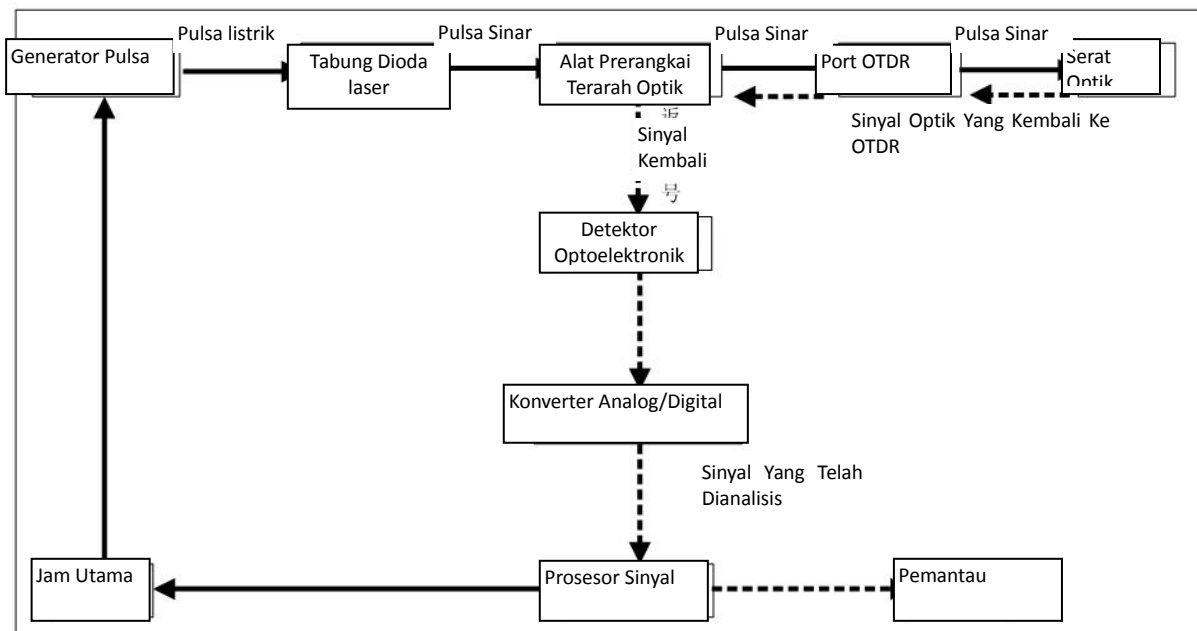 Pulsa listrik
Pulsa Sinar
Pulsa Sinar
Pulsa Sinar
Generator Pulsa
Tabung Dioda
laser
Alat Prerangkai
Terarah Optik
Port OTDR
Serat
Optik
Sinyal Optik Yang Kembali Ke
OTDR
Sinyal
Kembali
号
Detektor
Optoelektronik
Konverter Analog/Digital
Sinyal Yang Telah
Dianalisis
Jam Utama
Prosesor Sinyal
Pemantau